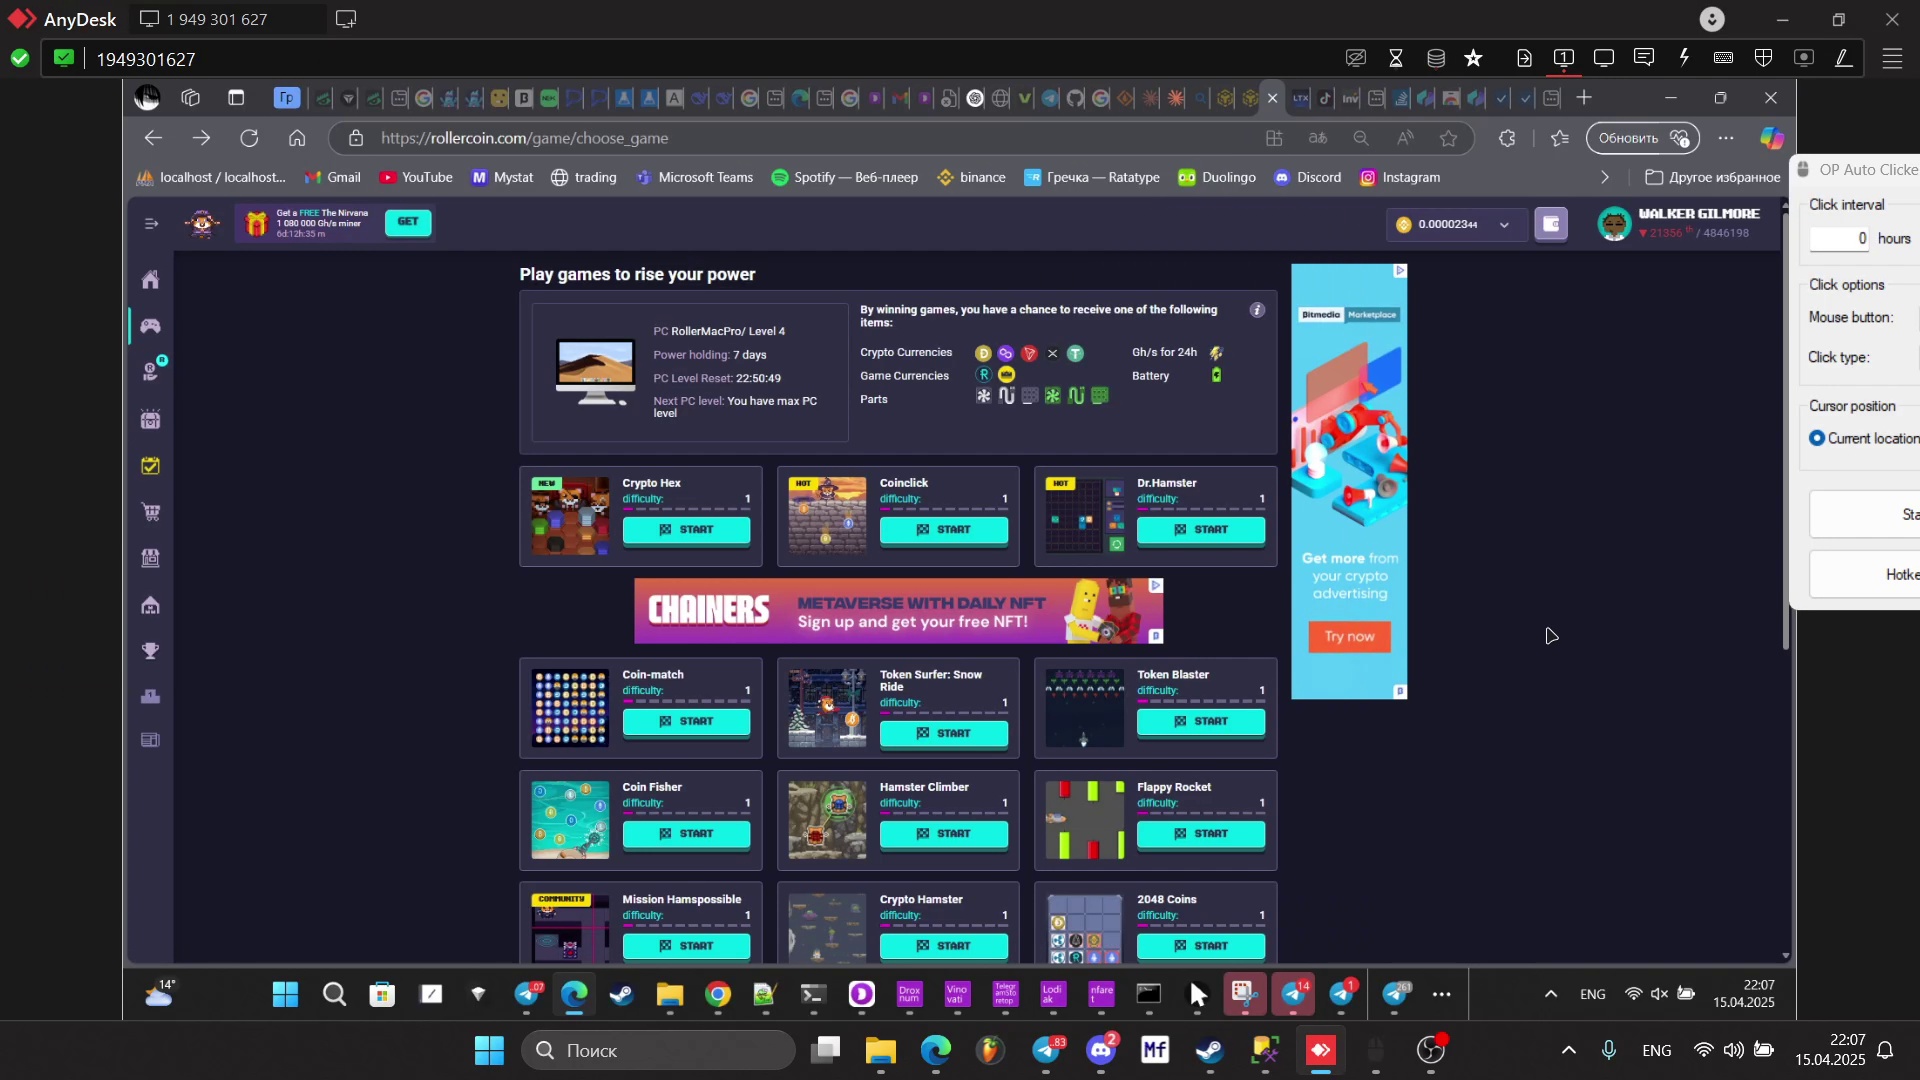 AnyDesk
1 949 301 627
1949301627
Гр
https://rollercoin.com/game/choose_game
Обновить
localhost / localhost...
Gmail
YouTube
Mystat
trading
Microsoft Teams
Spotify — Веб-плеер
binance
Гречка — Ratatype
Duolingo
Discord
Instagram
Другое избранное
OP Auto Clicke
Click interval
0 hours
Click options
Mouse button:
Click type:
Cursor position
Current location
Sta
Hotke
Get a FREE The Nirvana
1 080 000 Gh/s miner
6d:12h:35 m
GET
0.00002344
WALKER GILMORE
21356 th / 4846198
Play games to rise your power
PC RollerMacPro/ Level 4
Power holding: 7 days
PC Level Reset: 22:50:49
Next PC level: You have max PC
level
By winning games, you have a chance to receive one of the following
items:
Crypto Currencies
Gh/s for 24h
Game Currencies
Battery
Parts
Bitmedia Marketplace
Get more from
your crypto
advertising
Try now
NEW
Crypto Hex
difficulty: 1
START
HOT
Coinclick
difficulty: 1
START
HOT
Dr.Hamster
difficulty: 1
START
CHAINERS
METAVERSE WITH DAILY NFT
Sign up and get your free NFT!
Coin-match
difficulty: 1
START
Token Surfer: Snow
Ride
difficulty: 1
START
Token Blaster
difficulty: 1
START
Coin Fisher
difficulty: 1
START
Hamster Climber
difficulty: 1
START
Flappy Rocket
difficulty: 1
START
COMMUNITY
Mission Hamspossible
difficulty: 1
START
Crypto Hamster
difficulty: 1
START
2048 Coins
difficulty: 1
START
14°
ENG
22:07
15.04.2025
Поиск
ENG
22:07
15.04.2025